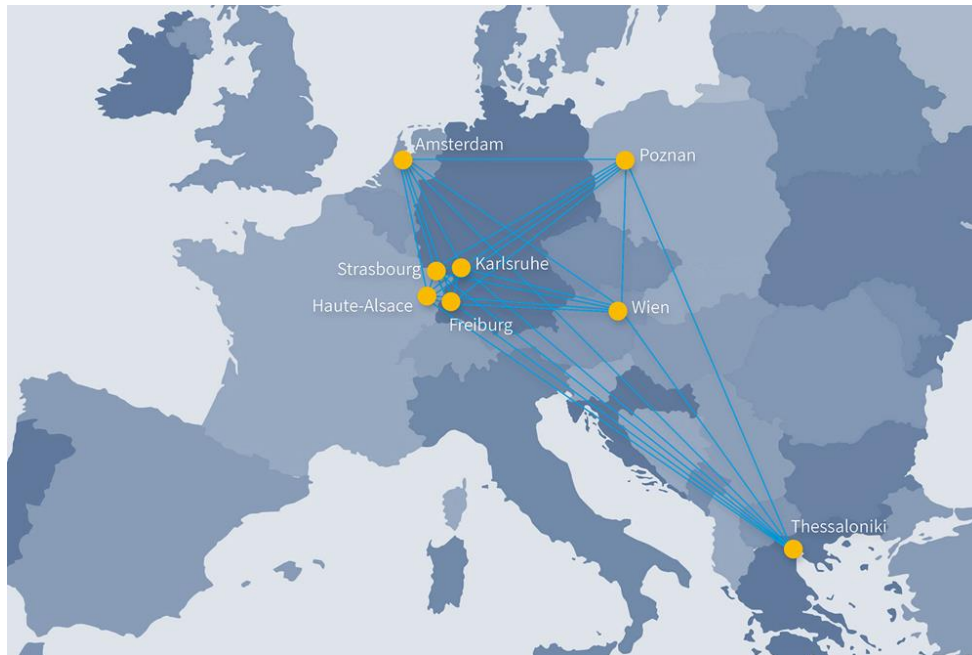 Amsterdam
Poznan
Strasbourg
Karlsruhe
Haute-Alsace
Freiburg
Wien
Thessaloniki